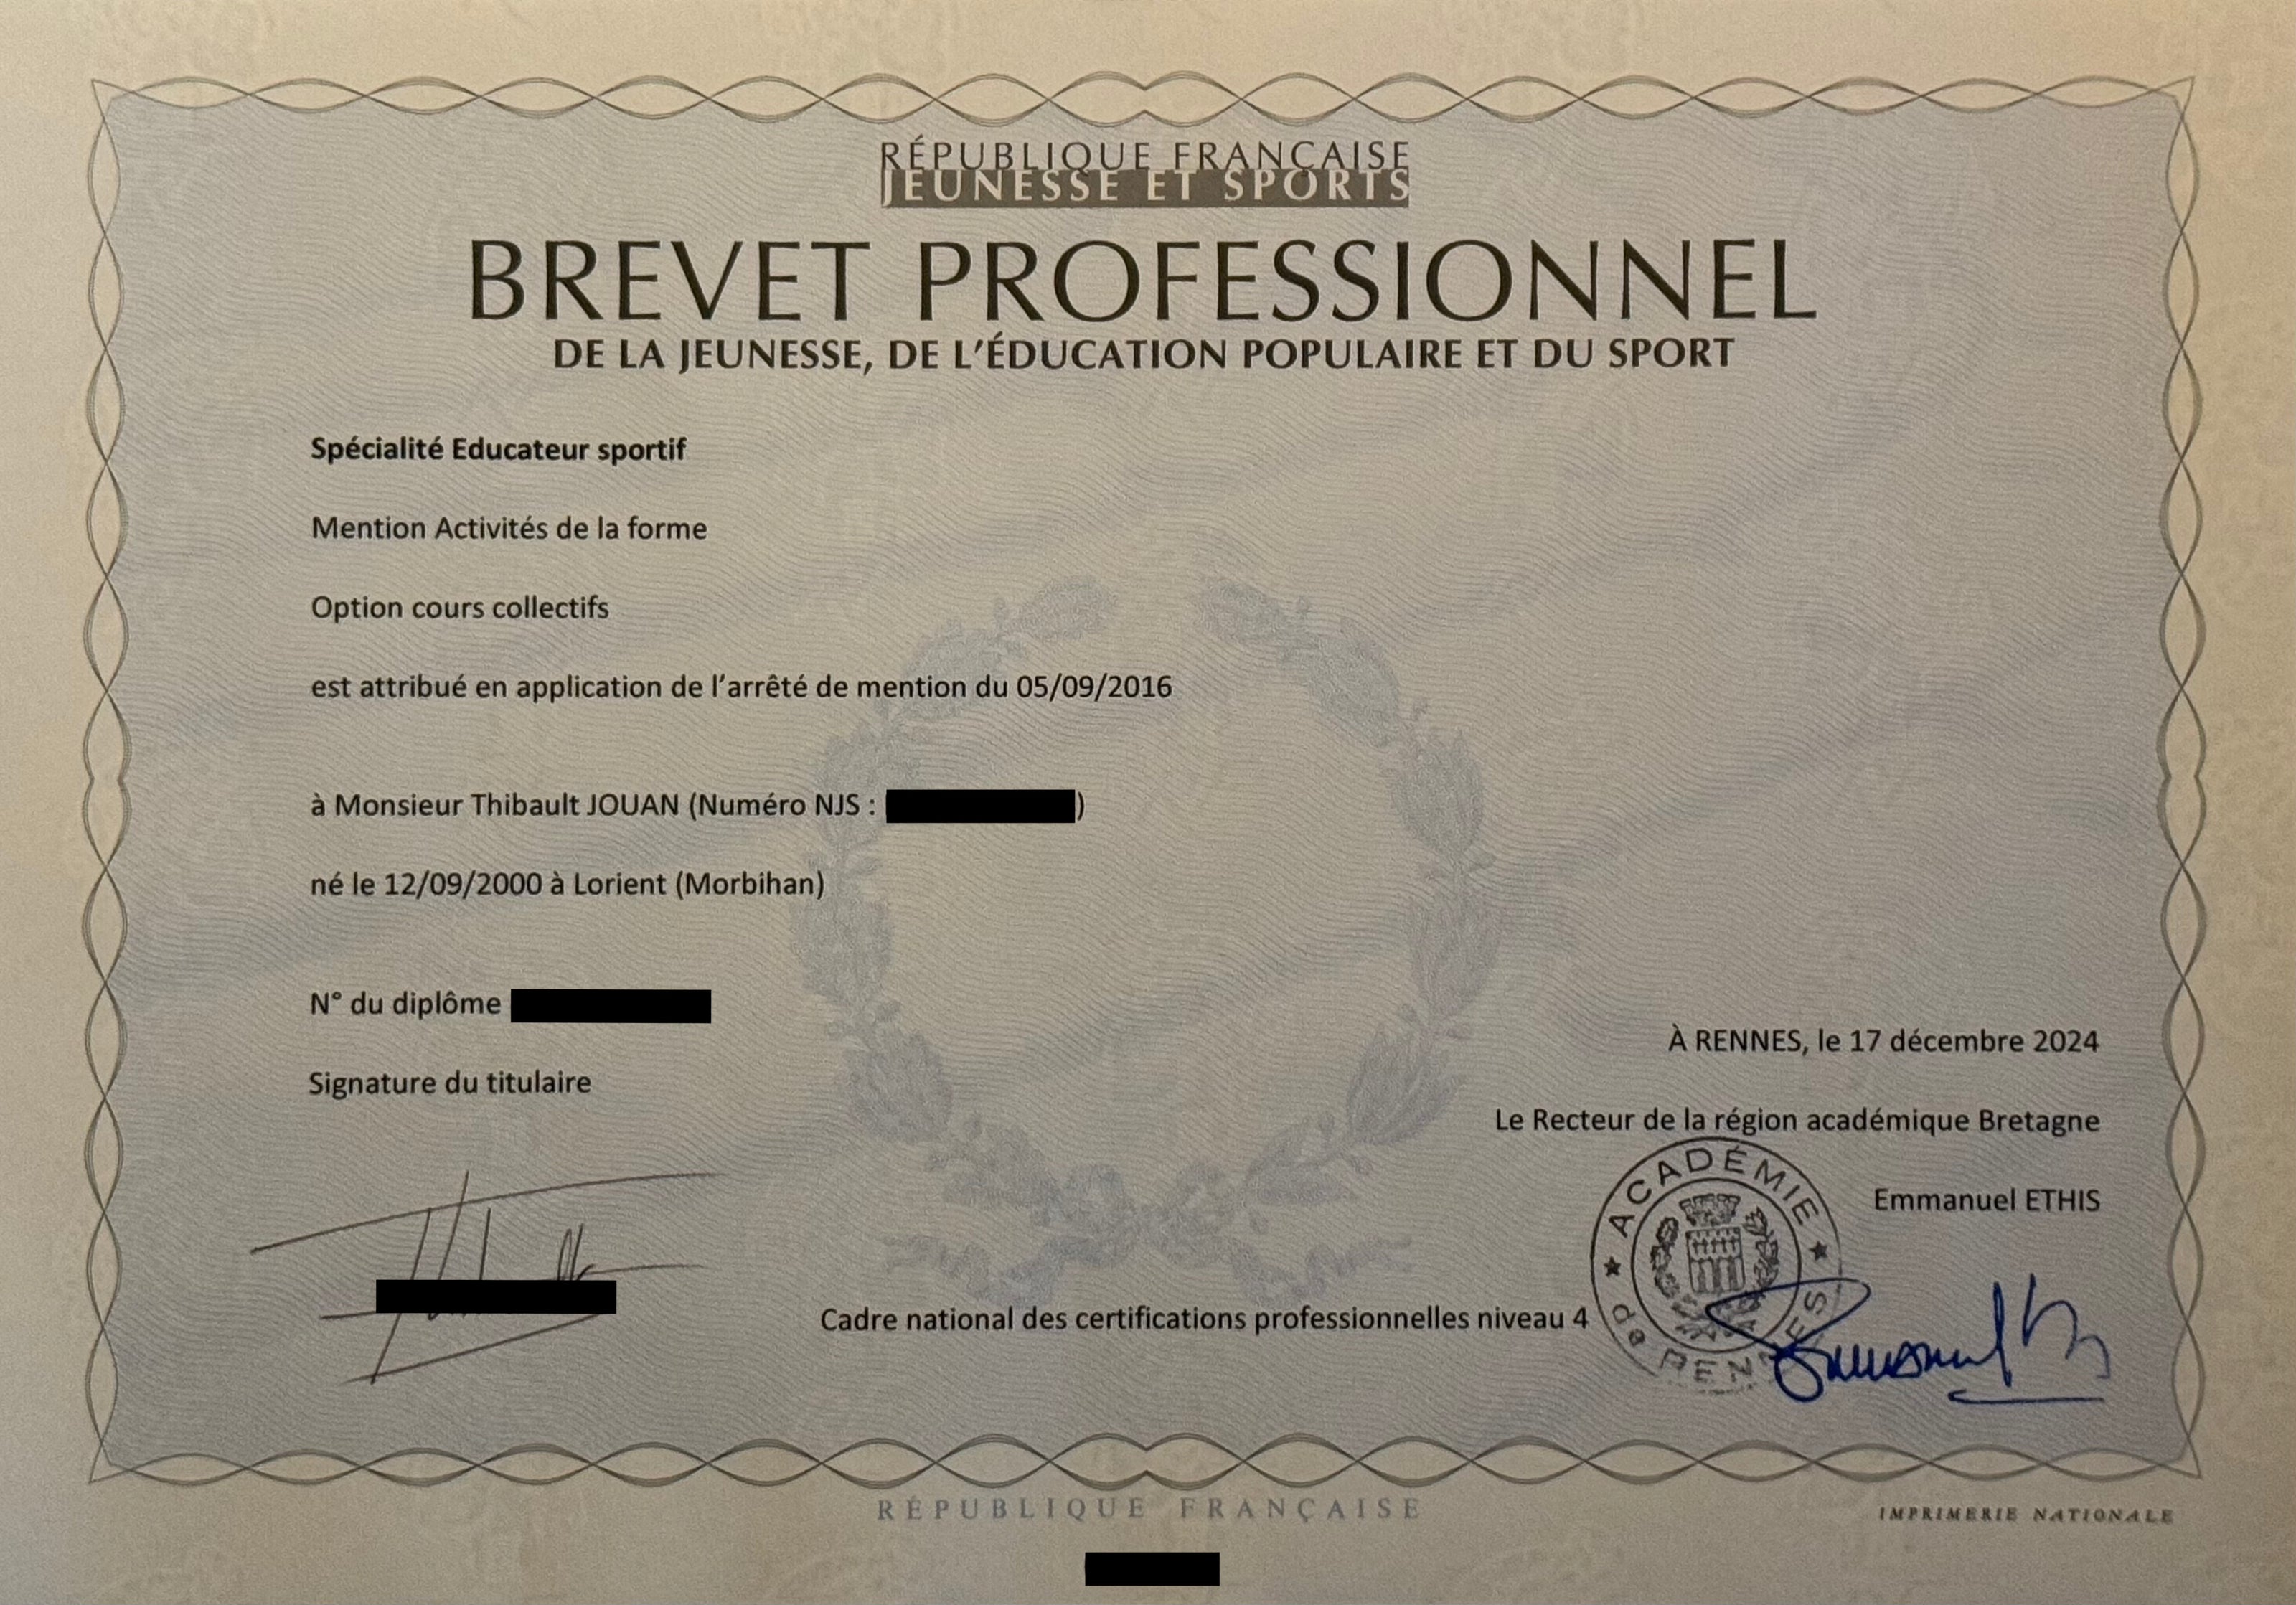 RÉPUBLIQUE FRANÇAISE
JEUNESSE ET SPORTS
BREVET PROFESSIONNEL
DE LA JEUNESSE, DE L'ÉDUCATION POPULAIRE ET DU SPORT
Spécialité Educateur sportif
Mention Activités de la forme
Option cours collectifs
est attribué en application de l'arrêté de mention du 05/09/2016
à Monsieur Thibault JOUAN (Numéro NJS : )
né le 12/09/2000 à Lorient (Morbihan)
N° du diplôme
À RENNES, le 17 décembre 2024
Signature du titulaire
Le Recteur de la région académique Bretagne
Emmanuel ETHIS
ACADÉMIE de RENNES
Cadre national des certifications professionnelles niveau 4
RÉPUBLIQUE FRANÇAISE
IMPRIMERIE NATIONALE